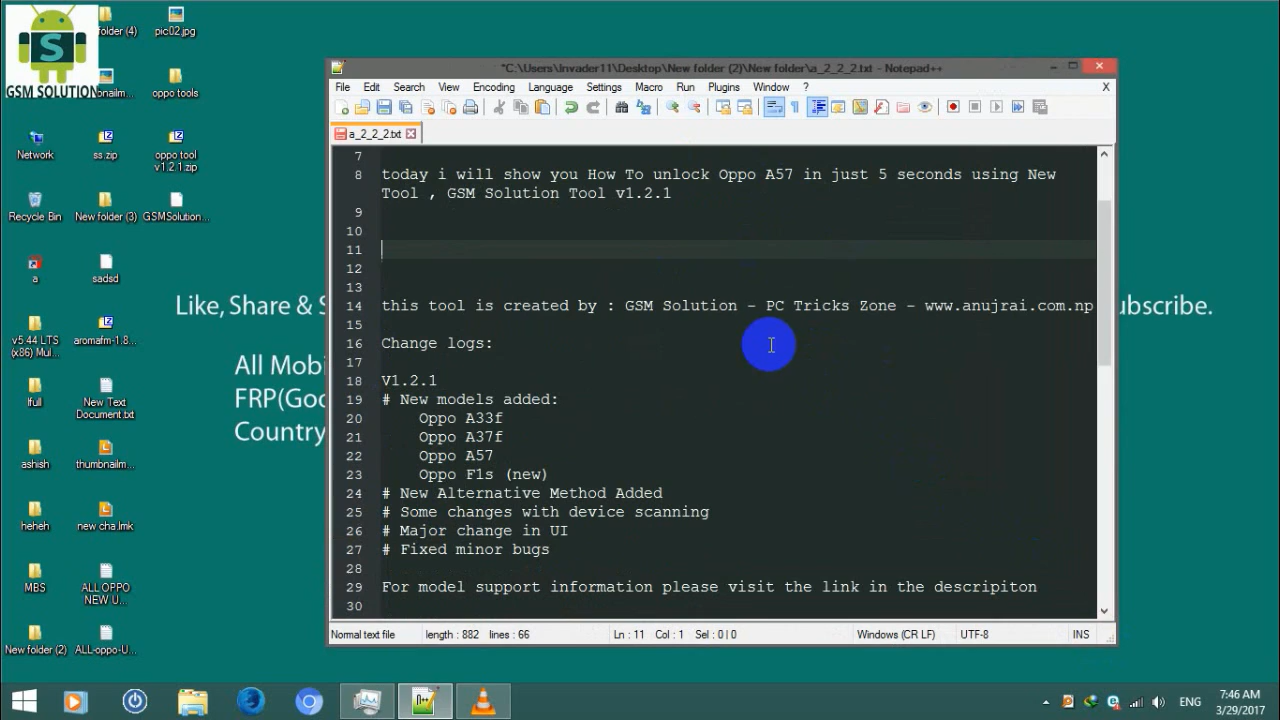 folder (4)
pic02.jpg
GSM SOLUTION
oppo tools
Network
ss.zip
oppo tool
v1.2.1.zip
Recycle Bin
New folder (3)
GSMSolution...
a
sadsd
v5.44 LTS
(x86) Mul...
aromafm-1.8...
lfull
New Text
Document.txt
ashish
thumbnailm...
heheh
new cha.lmk
MBS
ALL OPPO
NEW U...
New folder (2)
ALL-oppo-U...
Like, Share & S
ubscribe.
All Mobi
FRP(Goo
Country
*C:\Users\Invader11\Desktop\New folder (2)\New folder\a_2_2_2.txt - Notepad++
File Edit Search View Encoding Language Settings Macro Run Plugins Window ? X
a_2_2_2.txt
7
8 today i will show you How To unlock Oppo A57 in just 5 seconds using New
Tool , GSM Solution Tool v1.2.1
9
10
11
12
13
14 this tool is created by : GSM Solution - PC Tricks Zone - www.anujrai.com.np
15
16 Change logs:
17
18 V1.2.1
19 # New models added:
20 Oppo A33f
21 Oppo A37f
22 Oppo A57
23 Oppo F1s (new)
24 # New Alternative Method Added
25 # Some changes with device scanning
26 # Major change in UI
27 # Fixed minor bugs
28
29 For model support information please visit the link in the descripiton
30
Normal text file length : 882 lines : 66 Ln : 11 Col : 1 Sel : 0 | 0 Windows (CR LF) UTF-8 INS
ENG
7:46 AM
3/29/2017